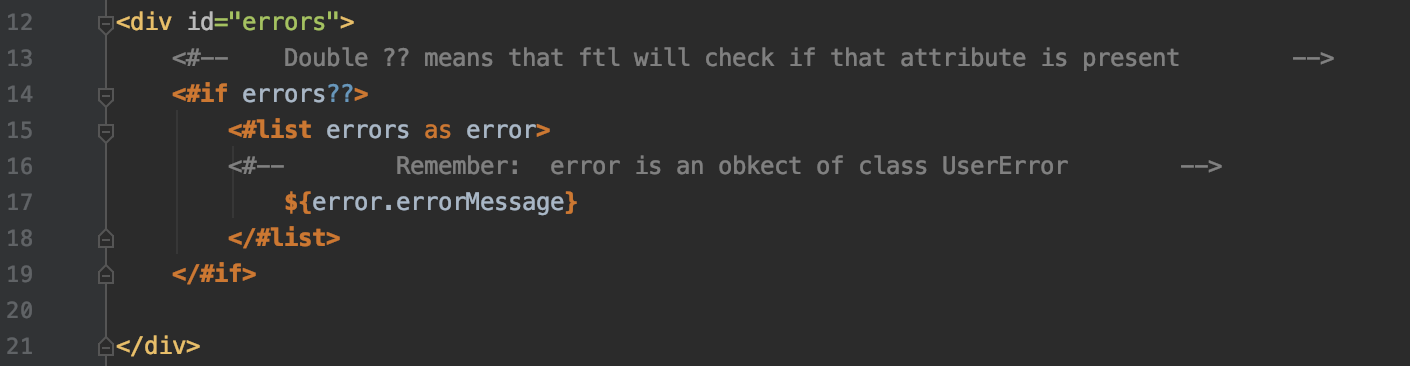 12 <div id="errors">
13 <#-- Double ?? means that ftl will check if that attribute is present -->
14 <#if errors??>
15 <#list errors as error>
16 <#-- Remember: error is an obkect of class UserError -->
17 ${error.errorMessage}
18 </#list>
19 </#if>
20
21 </div>